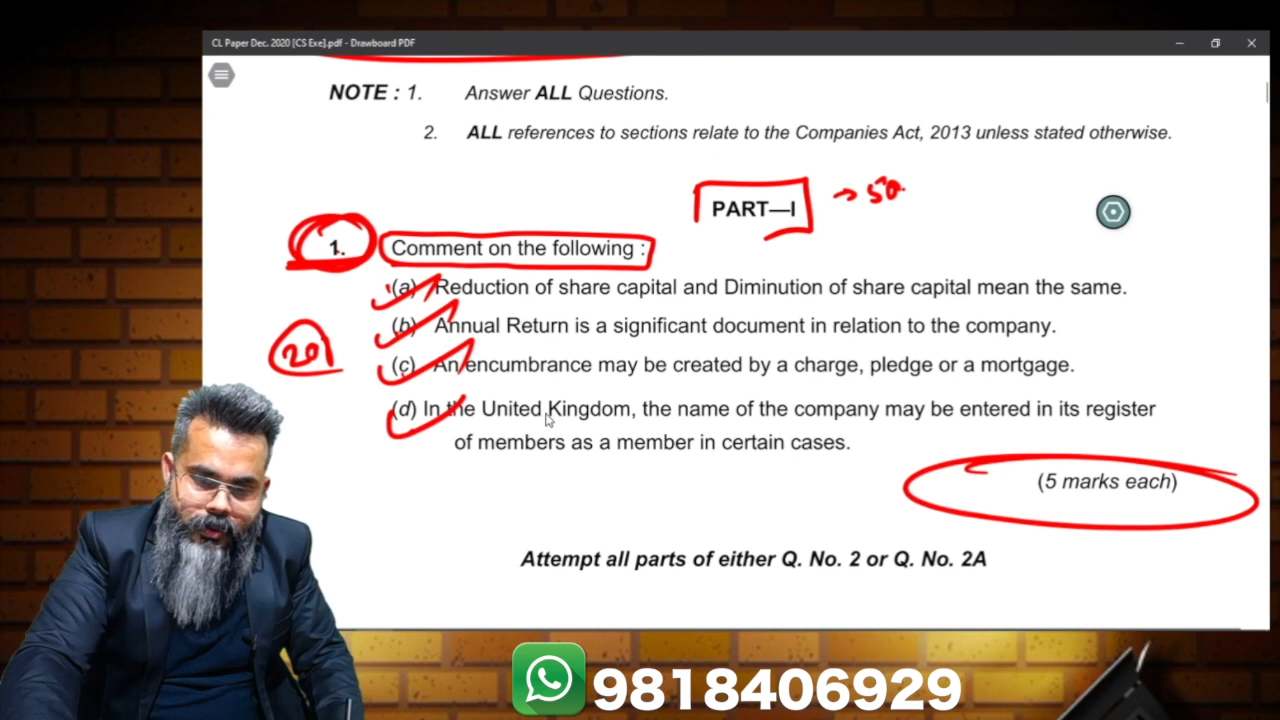 CL Paper Dec. 2020 [CS Exe].pdf - Drawboard PDF
NOTE : 1. Answer ALL Questions.
2. ALL references to sections relate to the Companies Act, 2013 unless stated otherwise.
PART—I
1. Comment on the following :
(a) Reduction of share capital and Diminution of share capital mean the same.
(b) Annual Return is a significant document in relation to the company.
20
(c) An encumbrance may be created by a charge, pledge or a mortgage.
(d) In the United Kingdom, the name of the company may be entered in its register
of members as a member in certain cases.
(5 marks each)
Attempt all parts of either Q. No. 2 or Q. No. 2A
9818406929